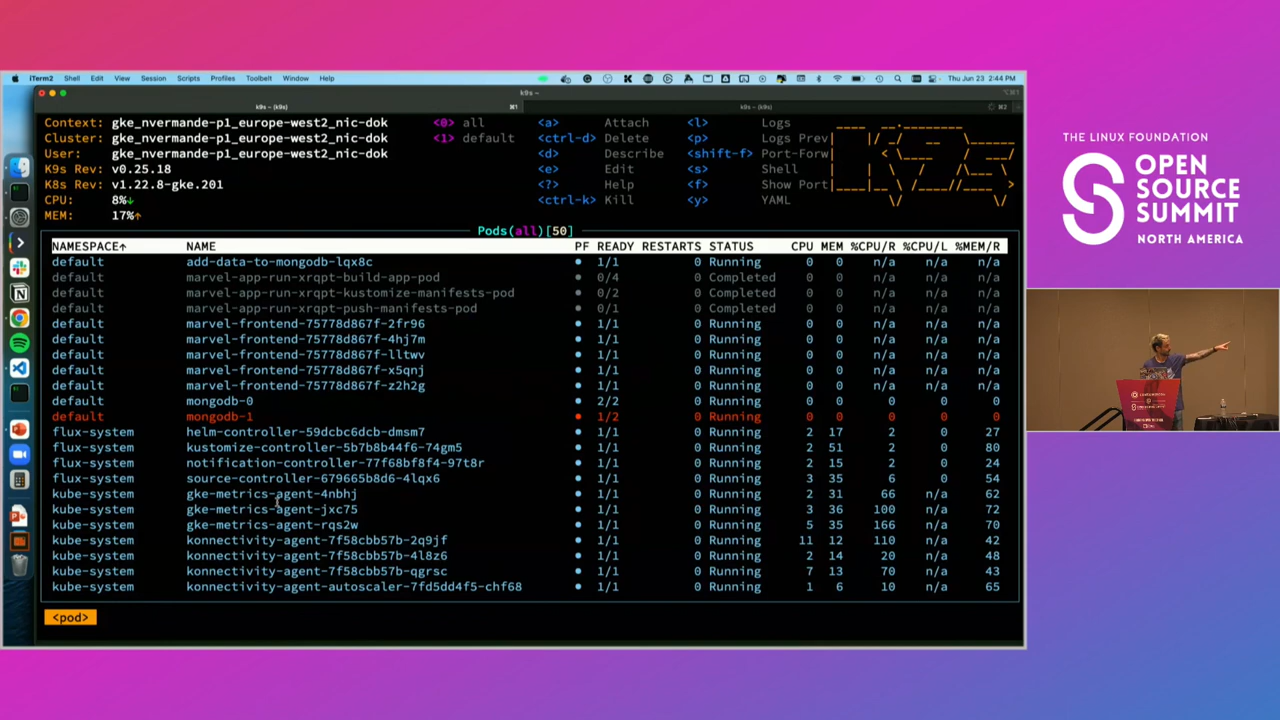 iTerm2 Shell Edit View Session Scripts Profiles Toolbelt Window Help Thu Jun 23 2:44 PM
k9s ~
k9s ~ (k9s) ⌘1 k9s ~ (k9s) ⌘2
Context: gke_nvermande-p1_europe-west2_nic-dok <0> all <a> Attach <l> Logs
Cluster: gke_nvermande-p1_europe-west2_nic-dok <1> default <ctrl-d> Delete <p> Logs Prev
User: gke_nvermande-p1_europe-west2_nic-dok <d> Describe <shift-f> Port-Forw
K9s Rev: v0.25.18 <e> Edit <s> Shell
K8s Rev: v1.22.8-gke.201 <?> Help <f> Show Port
CPU: 8%↓ <ctrl-k> Kill <y> YAML
MEM: 17%↑
K9s
Pods(all)[50]
NAMESPACE↑ NAME PF READY RESTARTS STATUS CPU MEM %CPU/R %CPU/L %MEM/R
default add-data-to-mongodb-lqx8c ● 1/1 0 Running 0 0 n/a n/a n/a
default marvel-app-run-xrqpt-build-app-pod ● 0/4 0 Completed 0 0 n/a n/a n/a
default marvel-app-run-xrqpt-kustomize-manifests-pod ● 0/2 0 Completed 0 0 n/a n/a n/a
default marvel-app-run-xrqpt-push-manifests-pod ● 0/1 0 Completed 0 0 n/a n/a n/a
default marvel-frontend-75778d867f-2fr96 ● 1/1 0 Running 0 0 n/a n/a n/a
default marvel-frontend-75778d867f-4hj7m ● 1/1 0 Running 0 0 n/a n/a n/a
default marvel-frontend-75778d867f-lltwv ● 1/1 0 Running 0 0 n/a n/a n/a
default marvel-frontend-75778d867f-x5qnj ● 1/1 0 Running 0 0 n/a n/a n/a
default marvel-frontend-75778d867f-z2h2g ● 1/1 0 Running 0 0 n/a n/a n/a
default mongodb-0 ● 2/2 0 Running 0 0 0 0 0
default mongodb-1 ● 1/2 0 Running 0 0 0 0 0
flux-system helm-controller-59dcbc6dcb-dmsm7 ● 1/1 0 Running 2 17 2 0 27
flux-system kustomize-controller-5b7b8b44f6-74gm5 ● 1/1 0 Running 2 51 2 0 80
flux-system notification-controller-77f68bf8f4-97t8r ● 1/1 0 Running 2 15 2 0 24
flux-system source-controller-679665b8d6-4lqx6 ● 1/1 0 Running 3 35 6 0 54
kube-system gke-metrics-agent-4nbhj ● 1/1 0 Running 2 31 66 n/a 62
kube-system gke-metrics-agent-jxc75 ● 1/1 0 Running 3 36 100 n/a 72
kube-system gke-metrics-agent-rqs2w ● 1/1 0 Running 5 35 166 n/a 70
kube-system konnectivity-agent-7f58cbb57b-2q9jf ● 1/1 0 Running 11 12 110 n/a 42
kube-system konnectivity-agent-7f58cbb57b-4l8z6 ● 1/1 0 Running 2 14 20 n/a 48
kube-system konnectivity-agent-7f58cbb57b-qgrsc ● 1/1 0 Running 7 13 70 n/a 43
kube-system konnectivity-agent-autoscaler-7fd5dd4f5-chf68 ● 1/1 0 Running 1 6 10 n/a 65
<pod>
THE LINUX FOUNDATION
OPEN
SOURCE
SUMMIT
NORTH AMERICA